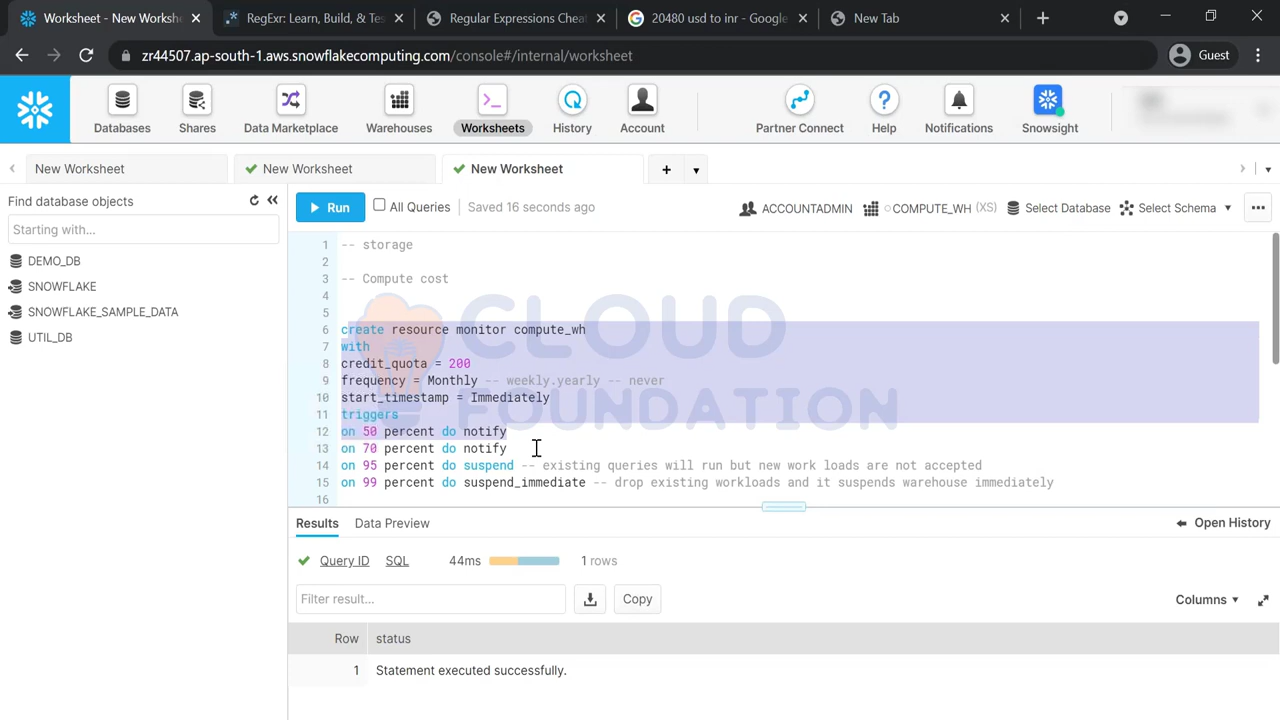 Worksheet - New Workshe
RegExr: Learn, Build, & Tes
Regular Expressions Cheat
20480 usd to inr - Google
New Tab
zr44507.ap-south-1.aws.snowflakecomputing.com/console#/internal/worksheet
Guest
Databases
Shares
Data Marketplace
Warehouses
Worksheets
History
Account
Partner Connect
Help
Notifications
Snowsight
New Worksheet
New Worksheet
New Worksheet
Find database objects
Starting with...
DEMO_DB
SNOWFLAKE
SNOWFLAKE_SAMPLE_DATA
UTIL_DB
Run
All Queries
Saved 16 seconds ago
ACCOUNTADMIN
COMPUTE_WH (XS)
Select Database
Select Schema
1 -- storage
2
3 -- Compute cost
4
5
6 create resource monitor compute_wh
7 with
8 credit_quota = 200
9 frequency = Monthly -- weekly.yearly -- never
10 start_timestamp = Immediately
11 triggers
12 on 50 percent do notify
13 on 70 percent do notify
14 on 95 percent do suspend -- existing queries will run but new work loads are not accepted
15 on 99 percent do suspend_immediate -- drop existing workloads and it suspends warehouse immediately
16
CLOUD
FOUNDATION
Results
Data Preview
Open History
Query ID
SQL
44ms
1 rows
Filter result...
Copy
Columns
Row status
1 Statement executed successfully.